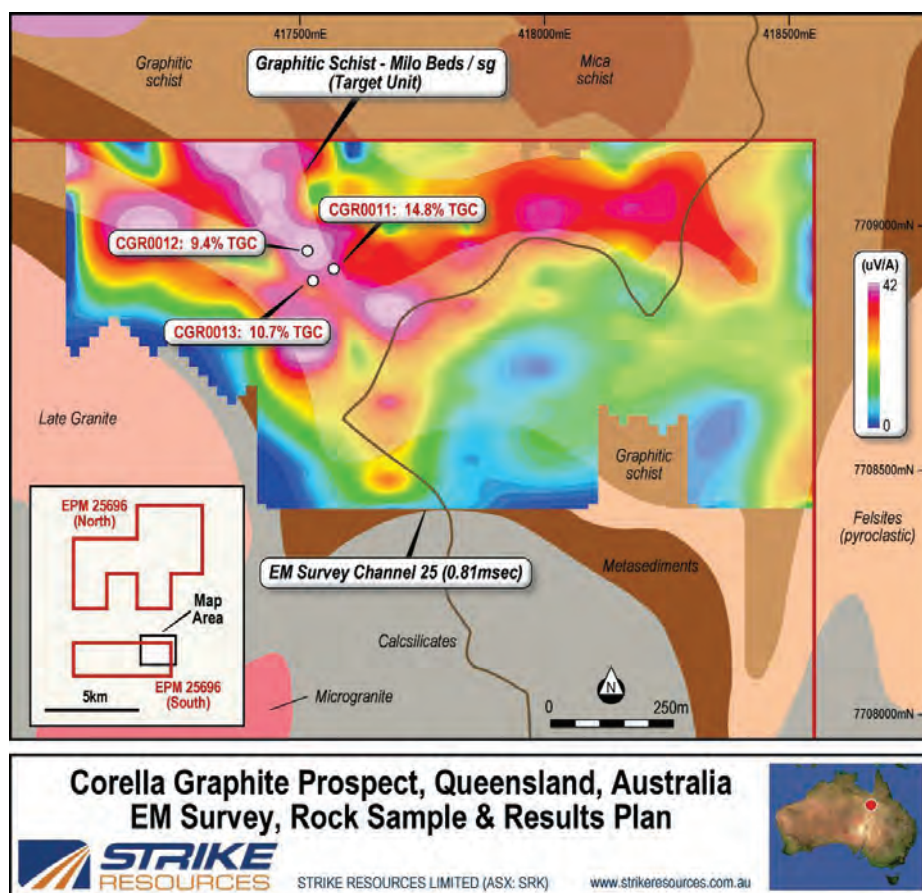 417500mE
418000mE
418500mE
Graphitic
schist
Graphitic Schist - Milo Beds / sg
(Target Unit)
Mica
schist
CGR0011: 14.8% TGC
CGR0012: 9.4% TGC
7709000mN
(uV/A)
42
0
CGR0013: 10.7% TGC
Late Granite
7708500mN
Graphitic
schist
EPM 25696
(North)
Felsites
(pyroclastic)
EM Survey Channel 25 (0.81msec)
Metasediments
Map
Area
Calcsilicates
5km
EPM 25696
(South)
Microgranite
N
0
250m
7708000mN
Corella Graphite Prospect, Queensland, Australia
EM Survey, Rock Sample & Results Plan
STRIKE
RESOURCES
STRIKE RESOURCES LIMITED (ASX: SRK)
www.strikeresources.com.au